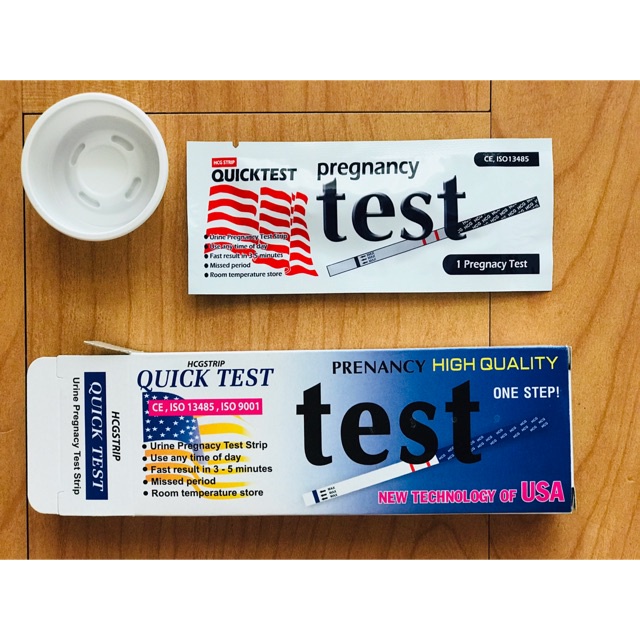 HCG STRIP
QUICKTEST
pregnancy
test
CE, ISO13485
Urine Pregnancy Test Strip
Use any time of day
Fast result in 3-5 minutes
Missed period
Room temperature store
1 Pregnacy Test
HCGSTRIP
QUICK TEST
Urine Pregnacy Test Strip
HCGSTRIP
QUICK TEST
CE , ISO 13485 , ISO 9001
Urine Pregnacy Test Strip
Use any time of day
Fast result in 3 - 5 minutes
Missed period
Room temperature store
PRENANCY HIGH QUALITY
test
ONE STEP!
NEW TECHNOLOGY OF USA